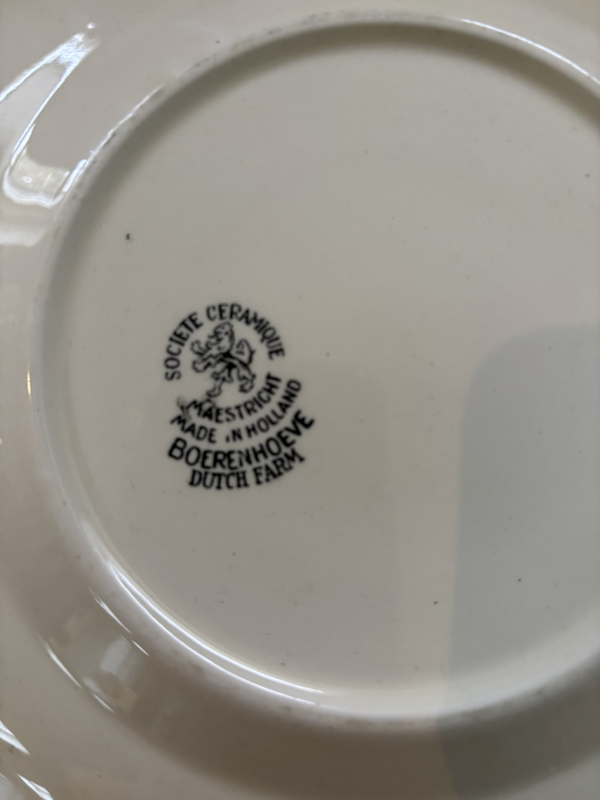 SOCIETE CERAMIQUE
MAESTRICHT
MADE IN HOLLAND
BOERENHOEVE
DUTCH FARM